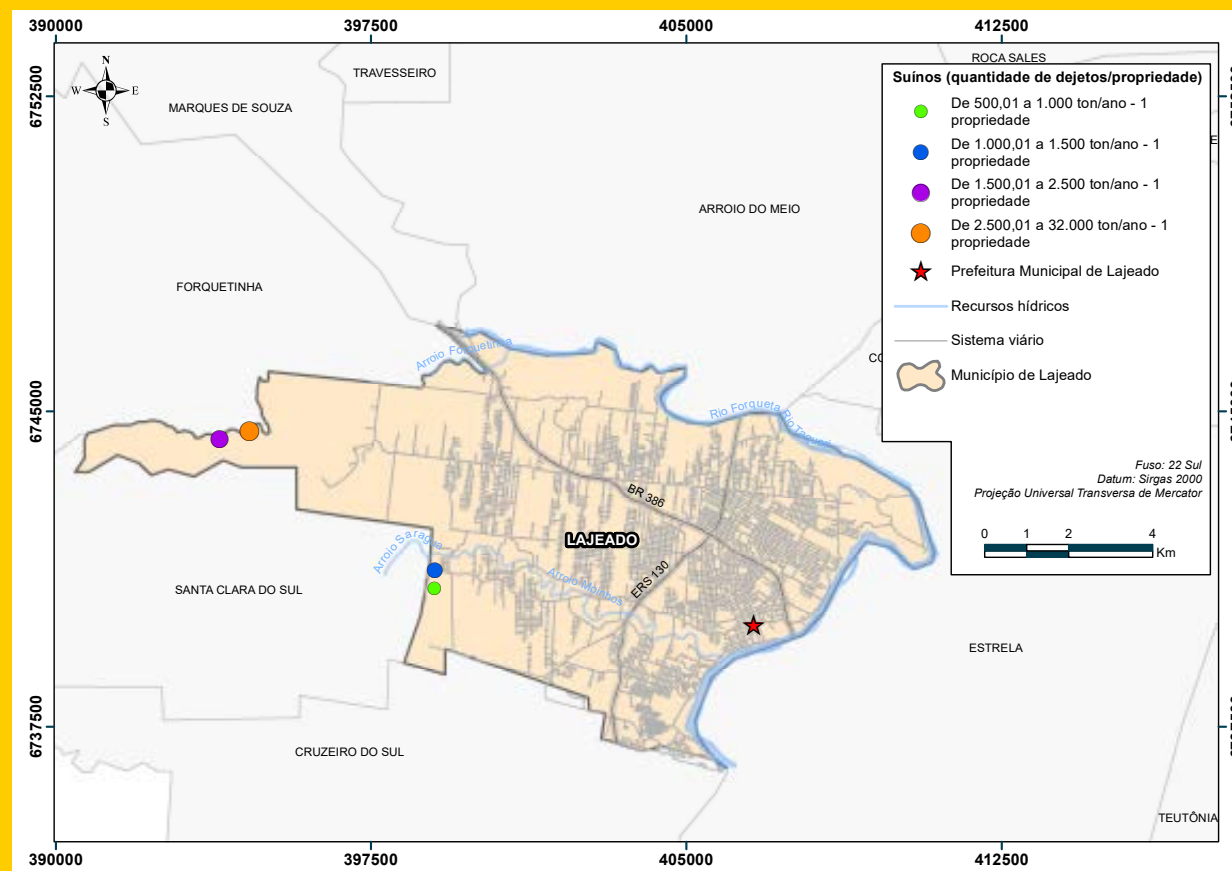 390000
397500
405000
412500
ROCA SALES
TRAVESSEIRO
N
W
E
S
6752500
MARQUES DE SOUZA
Suínos (quantidade de dejetos/propriedade)
De 500,01 a 1.000 ton/ano - 1
propriedade
De 1.000,01 a 1.500 ton/ano - 1
propriedade
De 1.500,01 a 2.500 ton/ano - 1
propriedade
De 2.500,01 a 32.000 ton/ano - 1
propriedade
Prefeitura Municipal de Lajeado
Recursos hídricos
Sistema viário
Município de Lajeado
ARROIO DO MEIO
FORQUETINHA
Arroio Forquetinha
6745000
Rio Forqueta
Rio Taquari
Fuso: 22 Sul
Datum: Sirgas 2000
Projeção Universal Transversa de Mercator
0 1 2 4
Km
BR 386
LAJEADO
Arroio Saraquá
Arroio Moinhos
ERS 130
SANTA CLARA DO SUL
ESTRELA
6737500
CRUZEIRO DO SUL
TEUTÔNIA
390000
397500
405000
412500